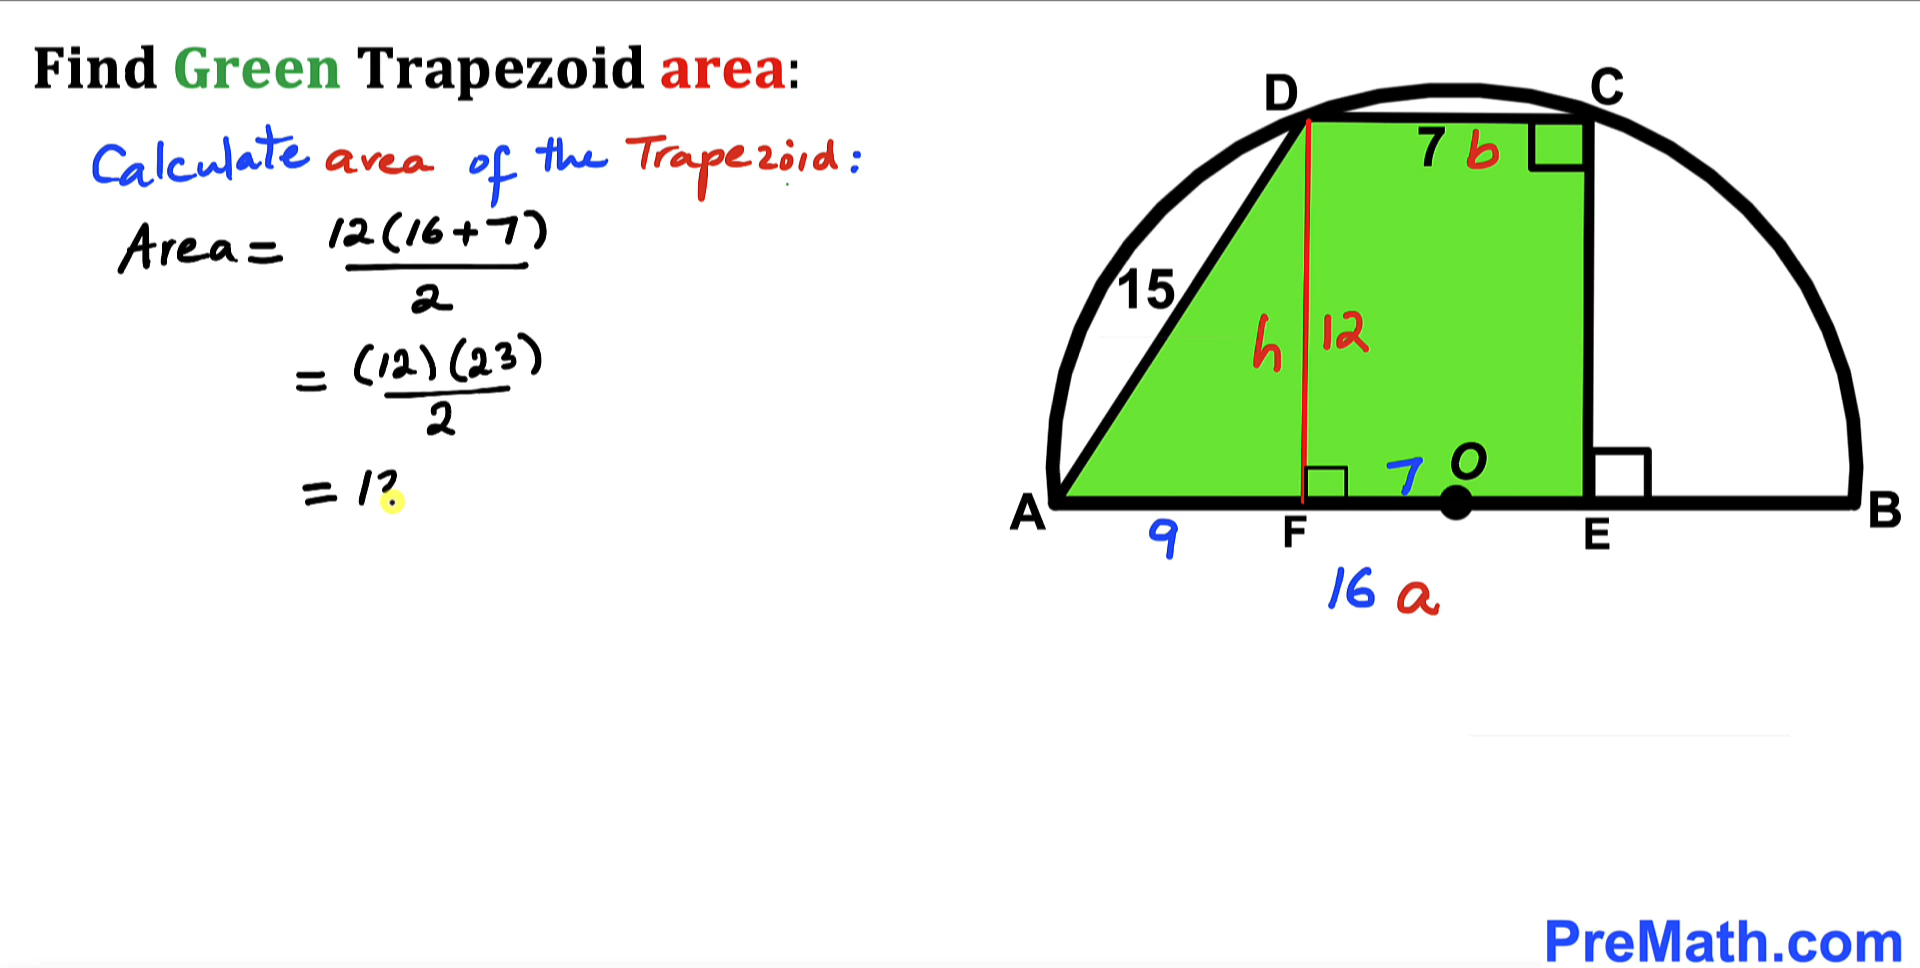 Find Green Trapezoid area:
Calculate area of the Trapezoid:
Area = 12(16+7)
2
= (12)(23)
2
= 13
D
C
7 b
15
h 12
7 O
A
B
9
F
E
16 a
PreMath.com